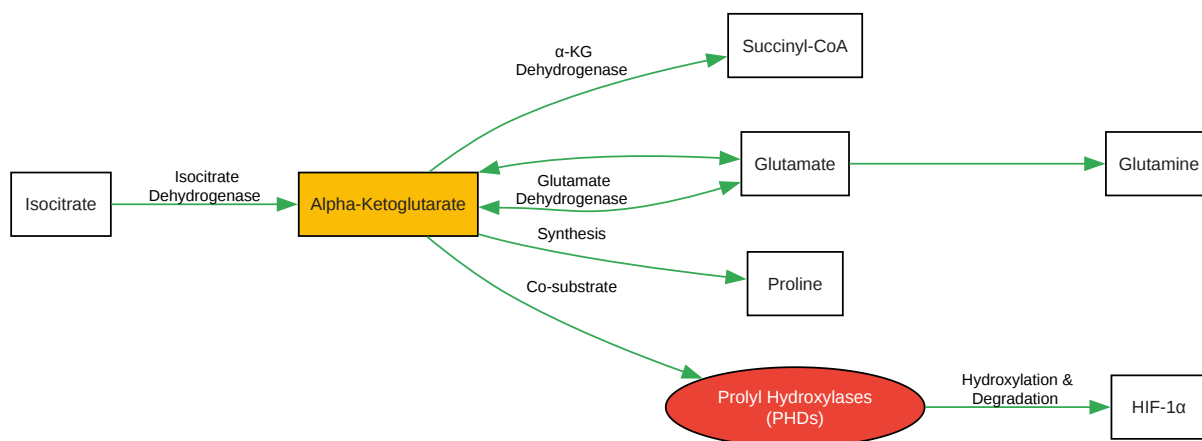 α-KG
Dehydrogenase
Succinyl-CoA
Isocitrate
Isocitrate
Dehydrogenase
Alpha-Ketoglutarate
Glutamate
Dehydrogenase
Glutamate
Glutamine
Synthesis
Proline
Co-substrate
Prolyl Hydroxylases
(PHDs)
Hydroxylation &
Degradation
HIF-1α